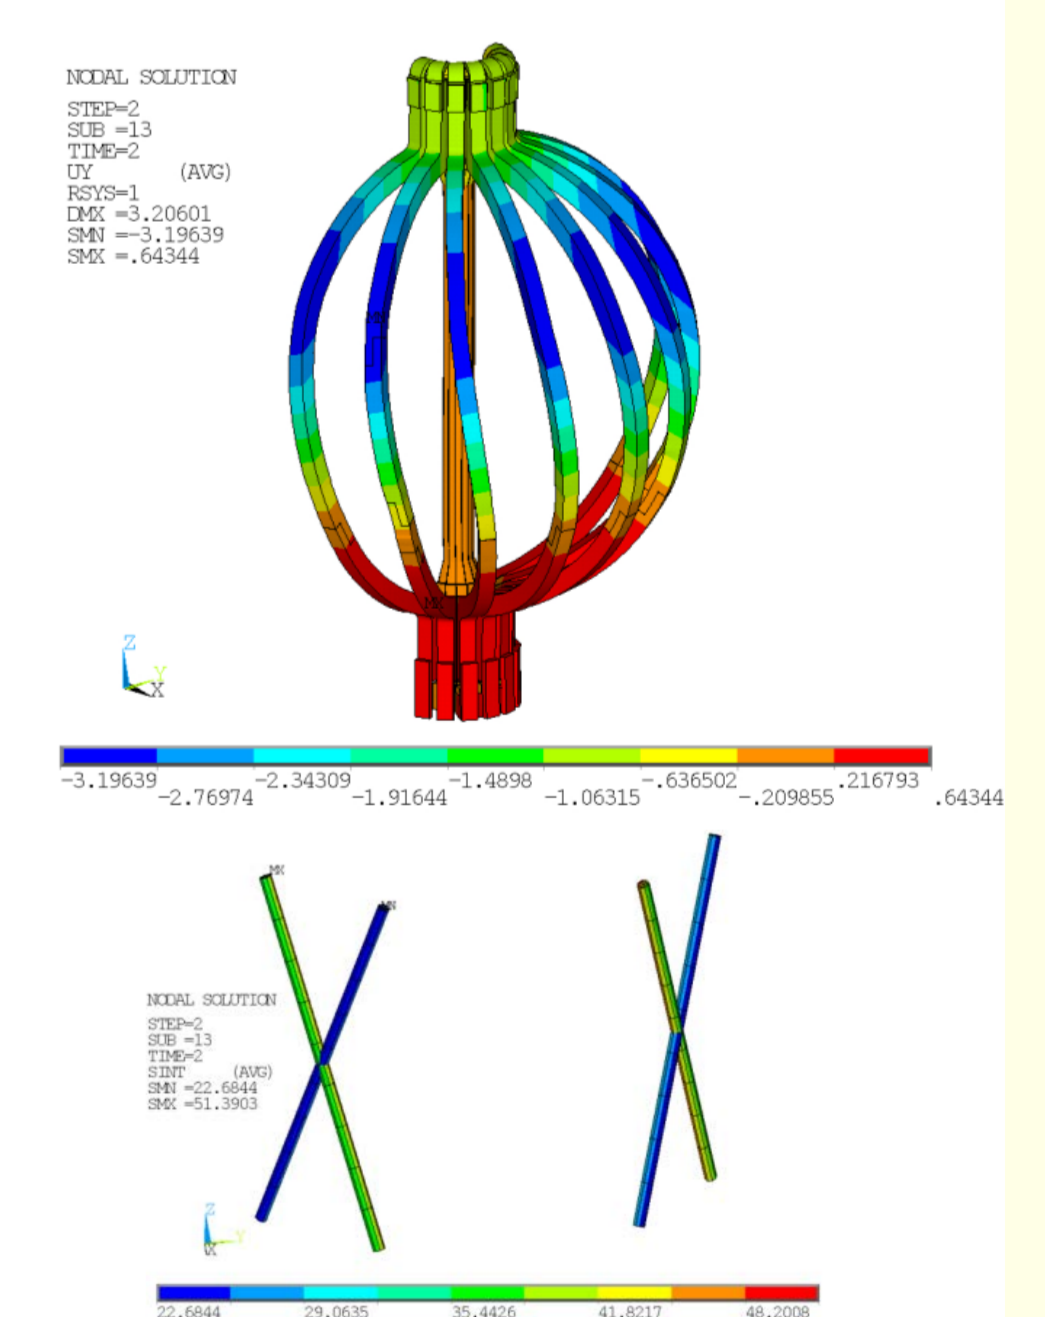 NODAL SOLUTION
STEP=2
SUB =13
TIME=2
UY (AVG)
RSYS=1
DMX =3.20601
SMN =-3.19639
SMX =.64344
MX
Z
Y
X
-3.19639 -2.34309 -1.4898 -.636502 .216793
-2.76974 -1.91644 -1.06315 -.209855 .64344
MX
MN
NODAL SOLUTION
STEP=2
SUB =13
TIME=2
SINT (AVG)
SMN =22.6844
SMX =51.3903
Z
Y
X
22.6844 29.0635 35.4426 41.8217 48.2008